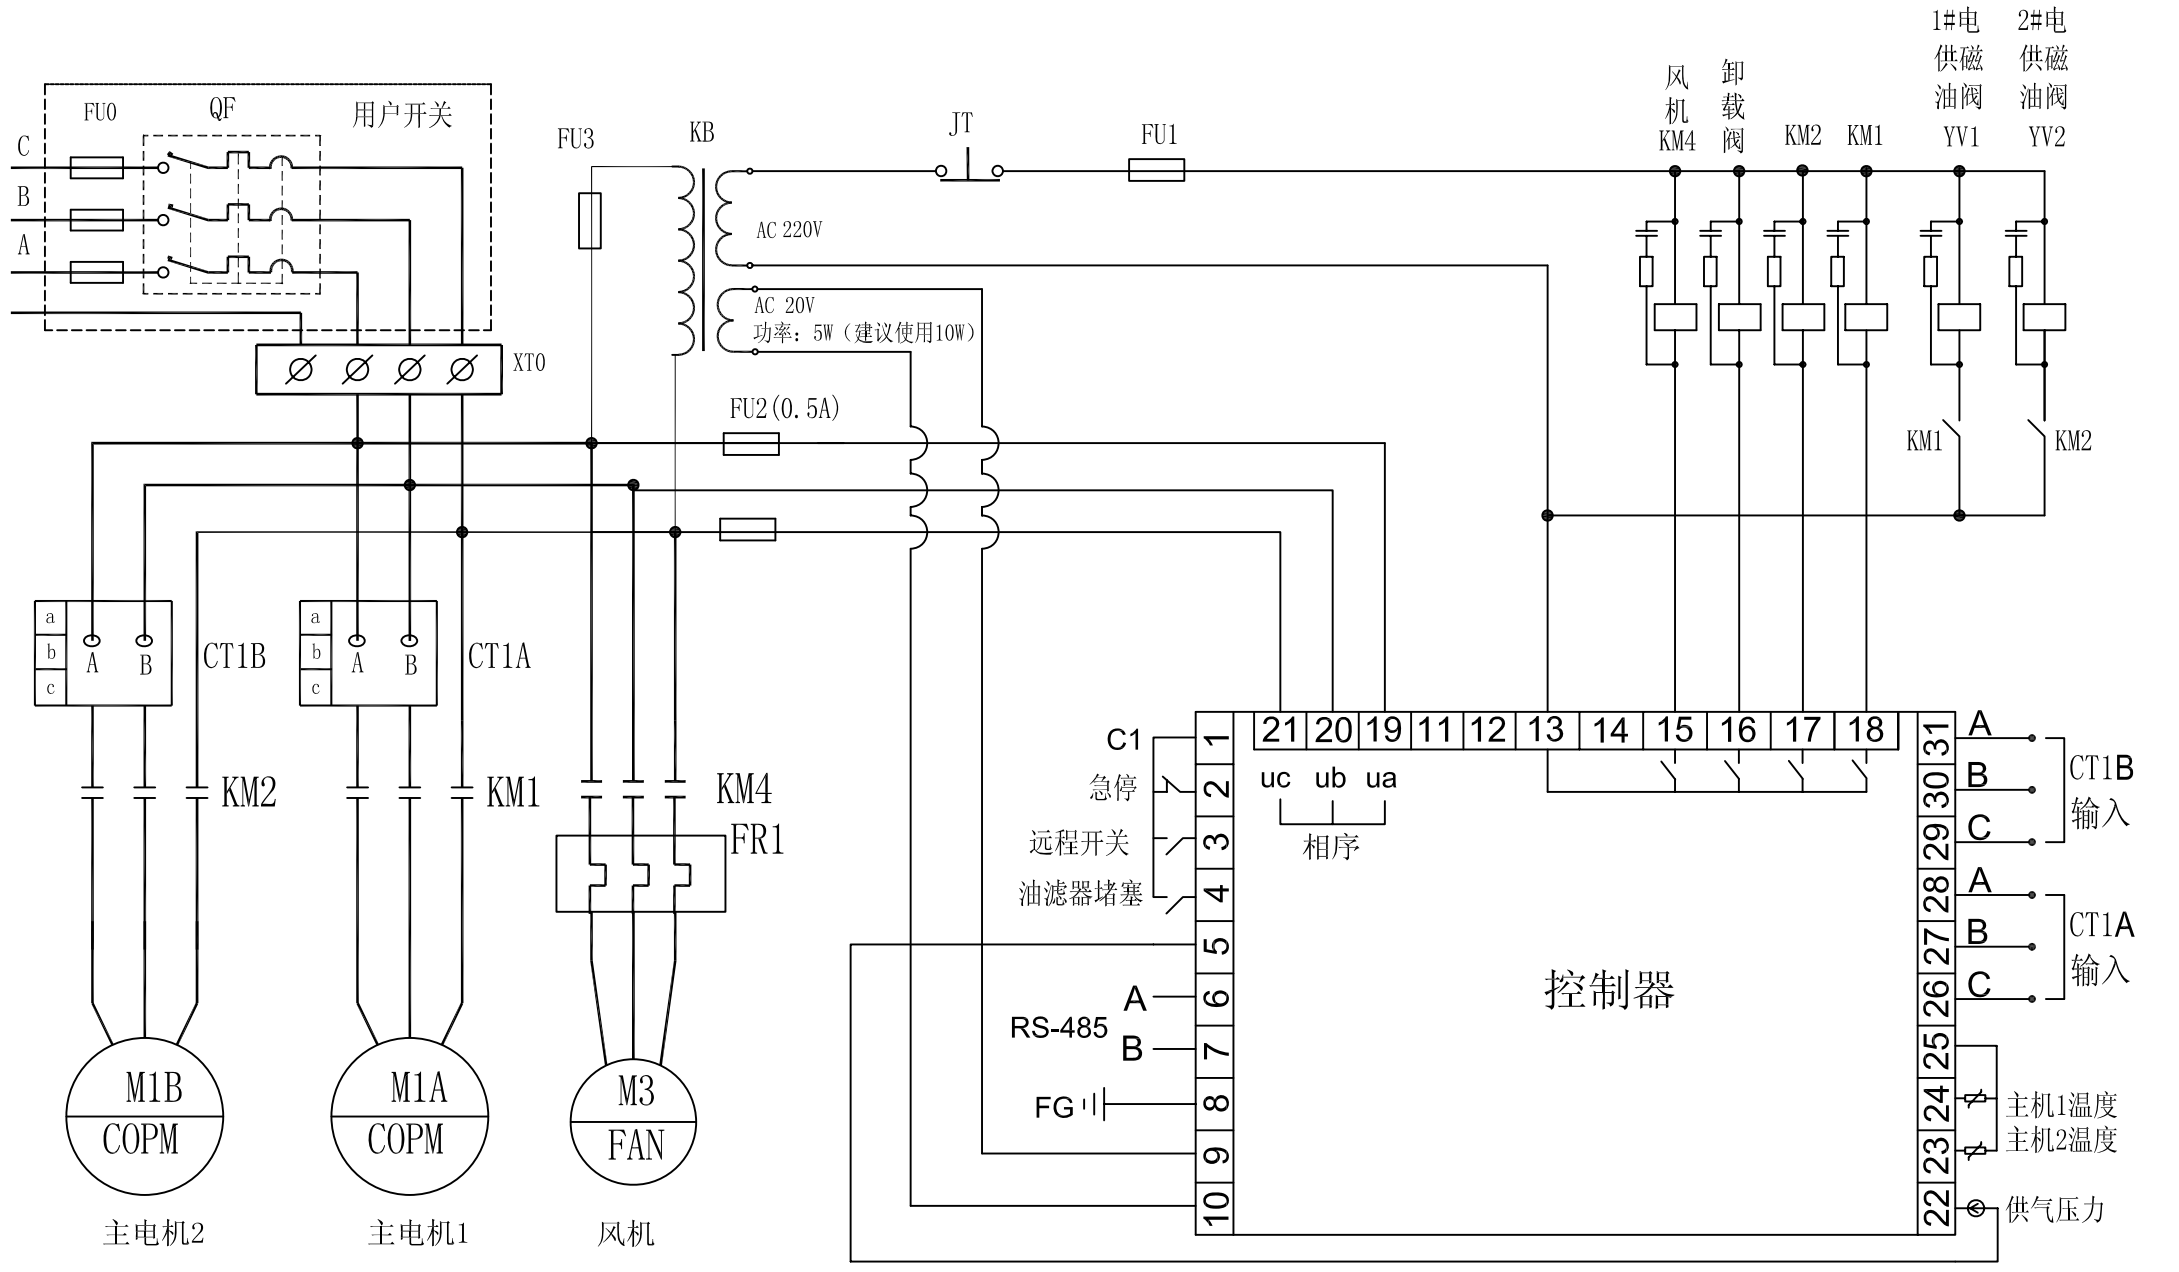 FU0
QF
用户开关
C
B
A
XT0
FU3
KB
JT
FU1
AC 220V
AC 20V
功率：5W（建议使用10W）
FU2(0.5A)
风机
KM4
卸载阀
KM2
KM1
1#电
供磁
油阀
YV1
2#电
供磁
油阀
YV2
KM1
KM2
a
b
c
A
B
CT1B
a
b
c
A
B
CT1A
KM2
KM1
KM4
FR1
M1B
COPM
主电机2
M1A
COPM
主电机1
M3
FAN
风机
21
20
19
11
12
13
14
15
16
17
18
uc
ub
ua
相序
C1
急停
远程开关
油滤器堵塞
A
RS-485
B
FG
1
2
3
4
5
6
7
8
9
10
控制器
31
30
29
28
27
26
25
24
23
22
A
B
C
CT1B
输入
A
B
C
CT1A
输入
主机1温度
主机2温度
供气压力